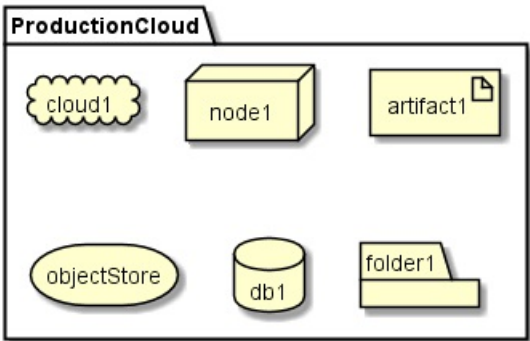 ProductionCloud
cloud1
node1
artifact1
objectStore
db1
folder1